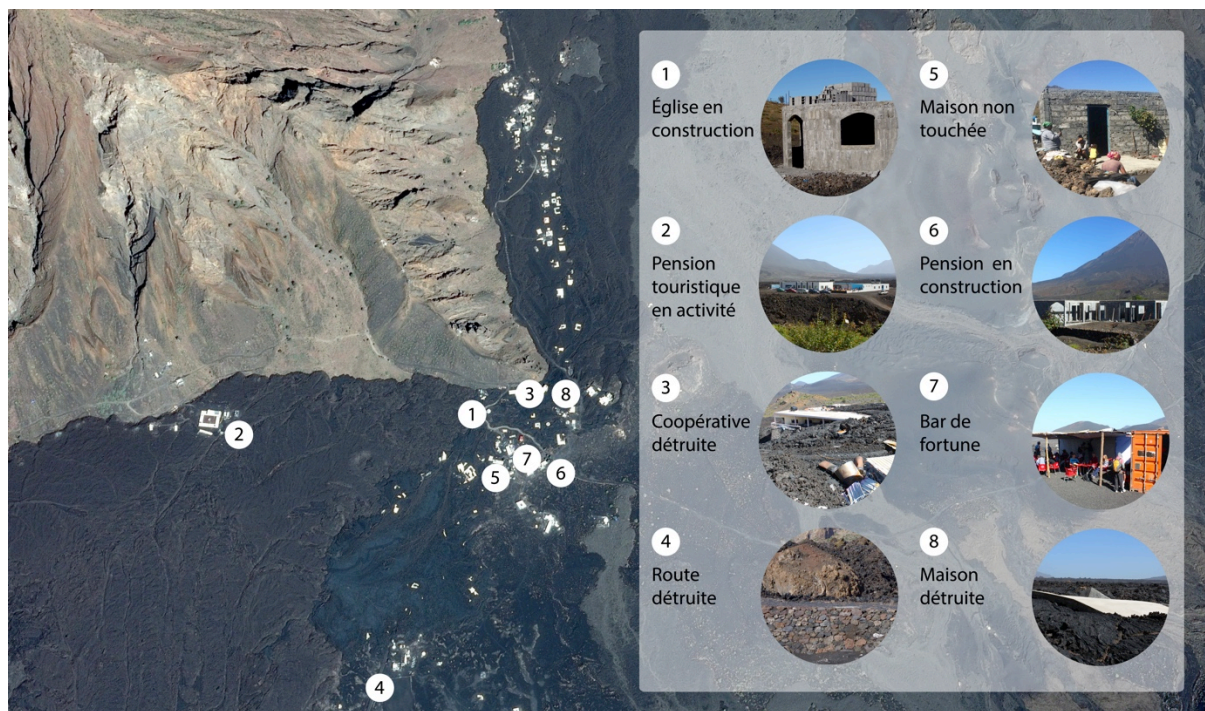 1
Église en
construction
2
Pension
touristique
en activité
3
Coopérative
détruite
4
Route
détruite
5
Maison non
touchée
6
Pension en
construction
7
Bar de
fortune
8
Maison
détruite
3
8
1
2
7
5
6
4